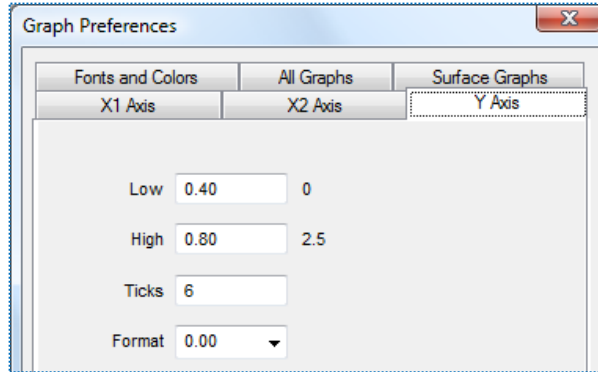 Graph Preferences
Fonts and Colors All Graphs Surface Graphs
X1 Axis X2 Axis Y Axis
Low 0.40 0
High 0.80 2.5
Ticks 6
Format 0.00